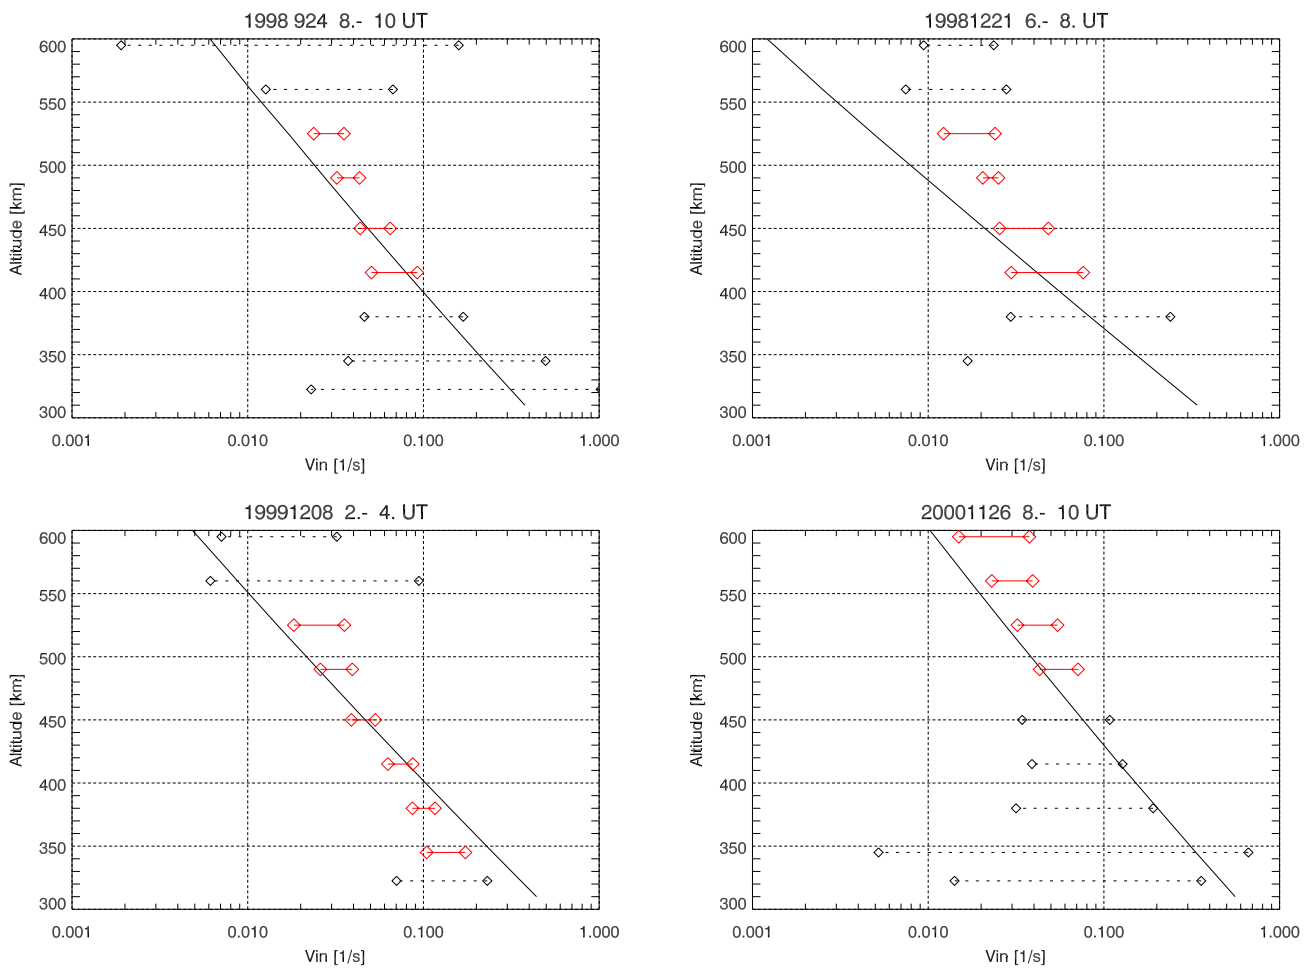 1998 924 8.- 10 UT
600
550
500
450
400
350
300
Altitude [km]
0.001 0.010 0.100 1.000
Vin [1/s]
19981221 6.- 8. UT
600
550
500
450
400
350
300
Altitude [km]
0.001 0.010 0.100 1.000
Vin [1/s]
19991208 2.- 4. UT
600
550
500
450
400
350
300
Altitude [km]
0.001 0.010 0.100 1.000
Vin [1/s]
20001126 8.- 10 UT
600
550
500
450
400
350
300
Altitude [km]
0.001 0.010 0.100 1.000
Vin [1/s]